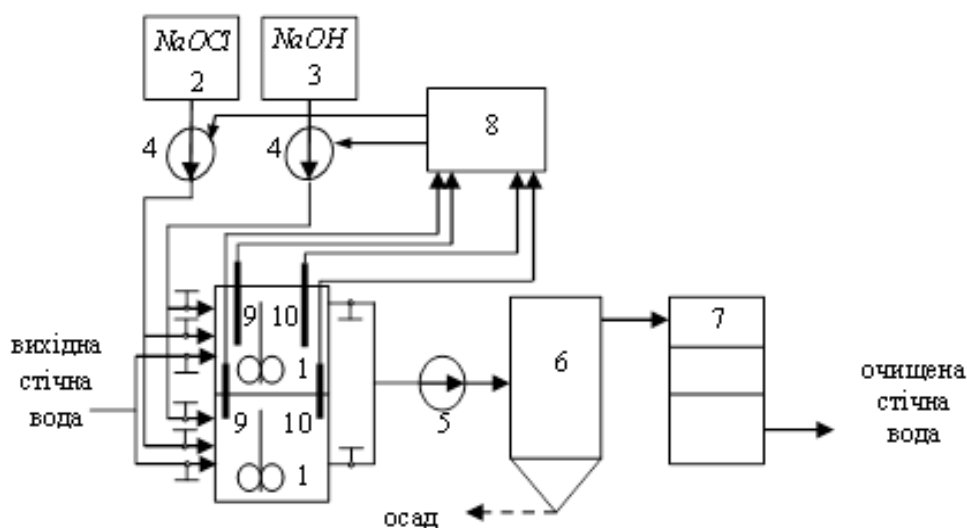 NaOCl
2
NaOH
3
4
4
8
9
10
1
вихідна
стічна
вода
9
10
1
5
6
7
очищена
стічна
вода
осад